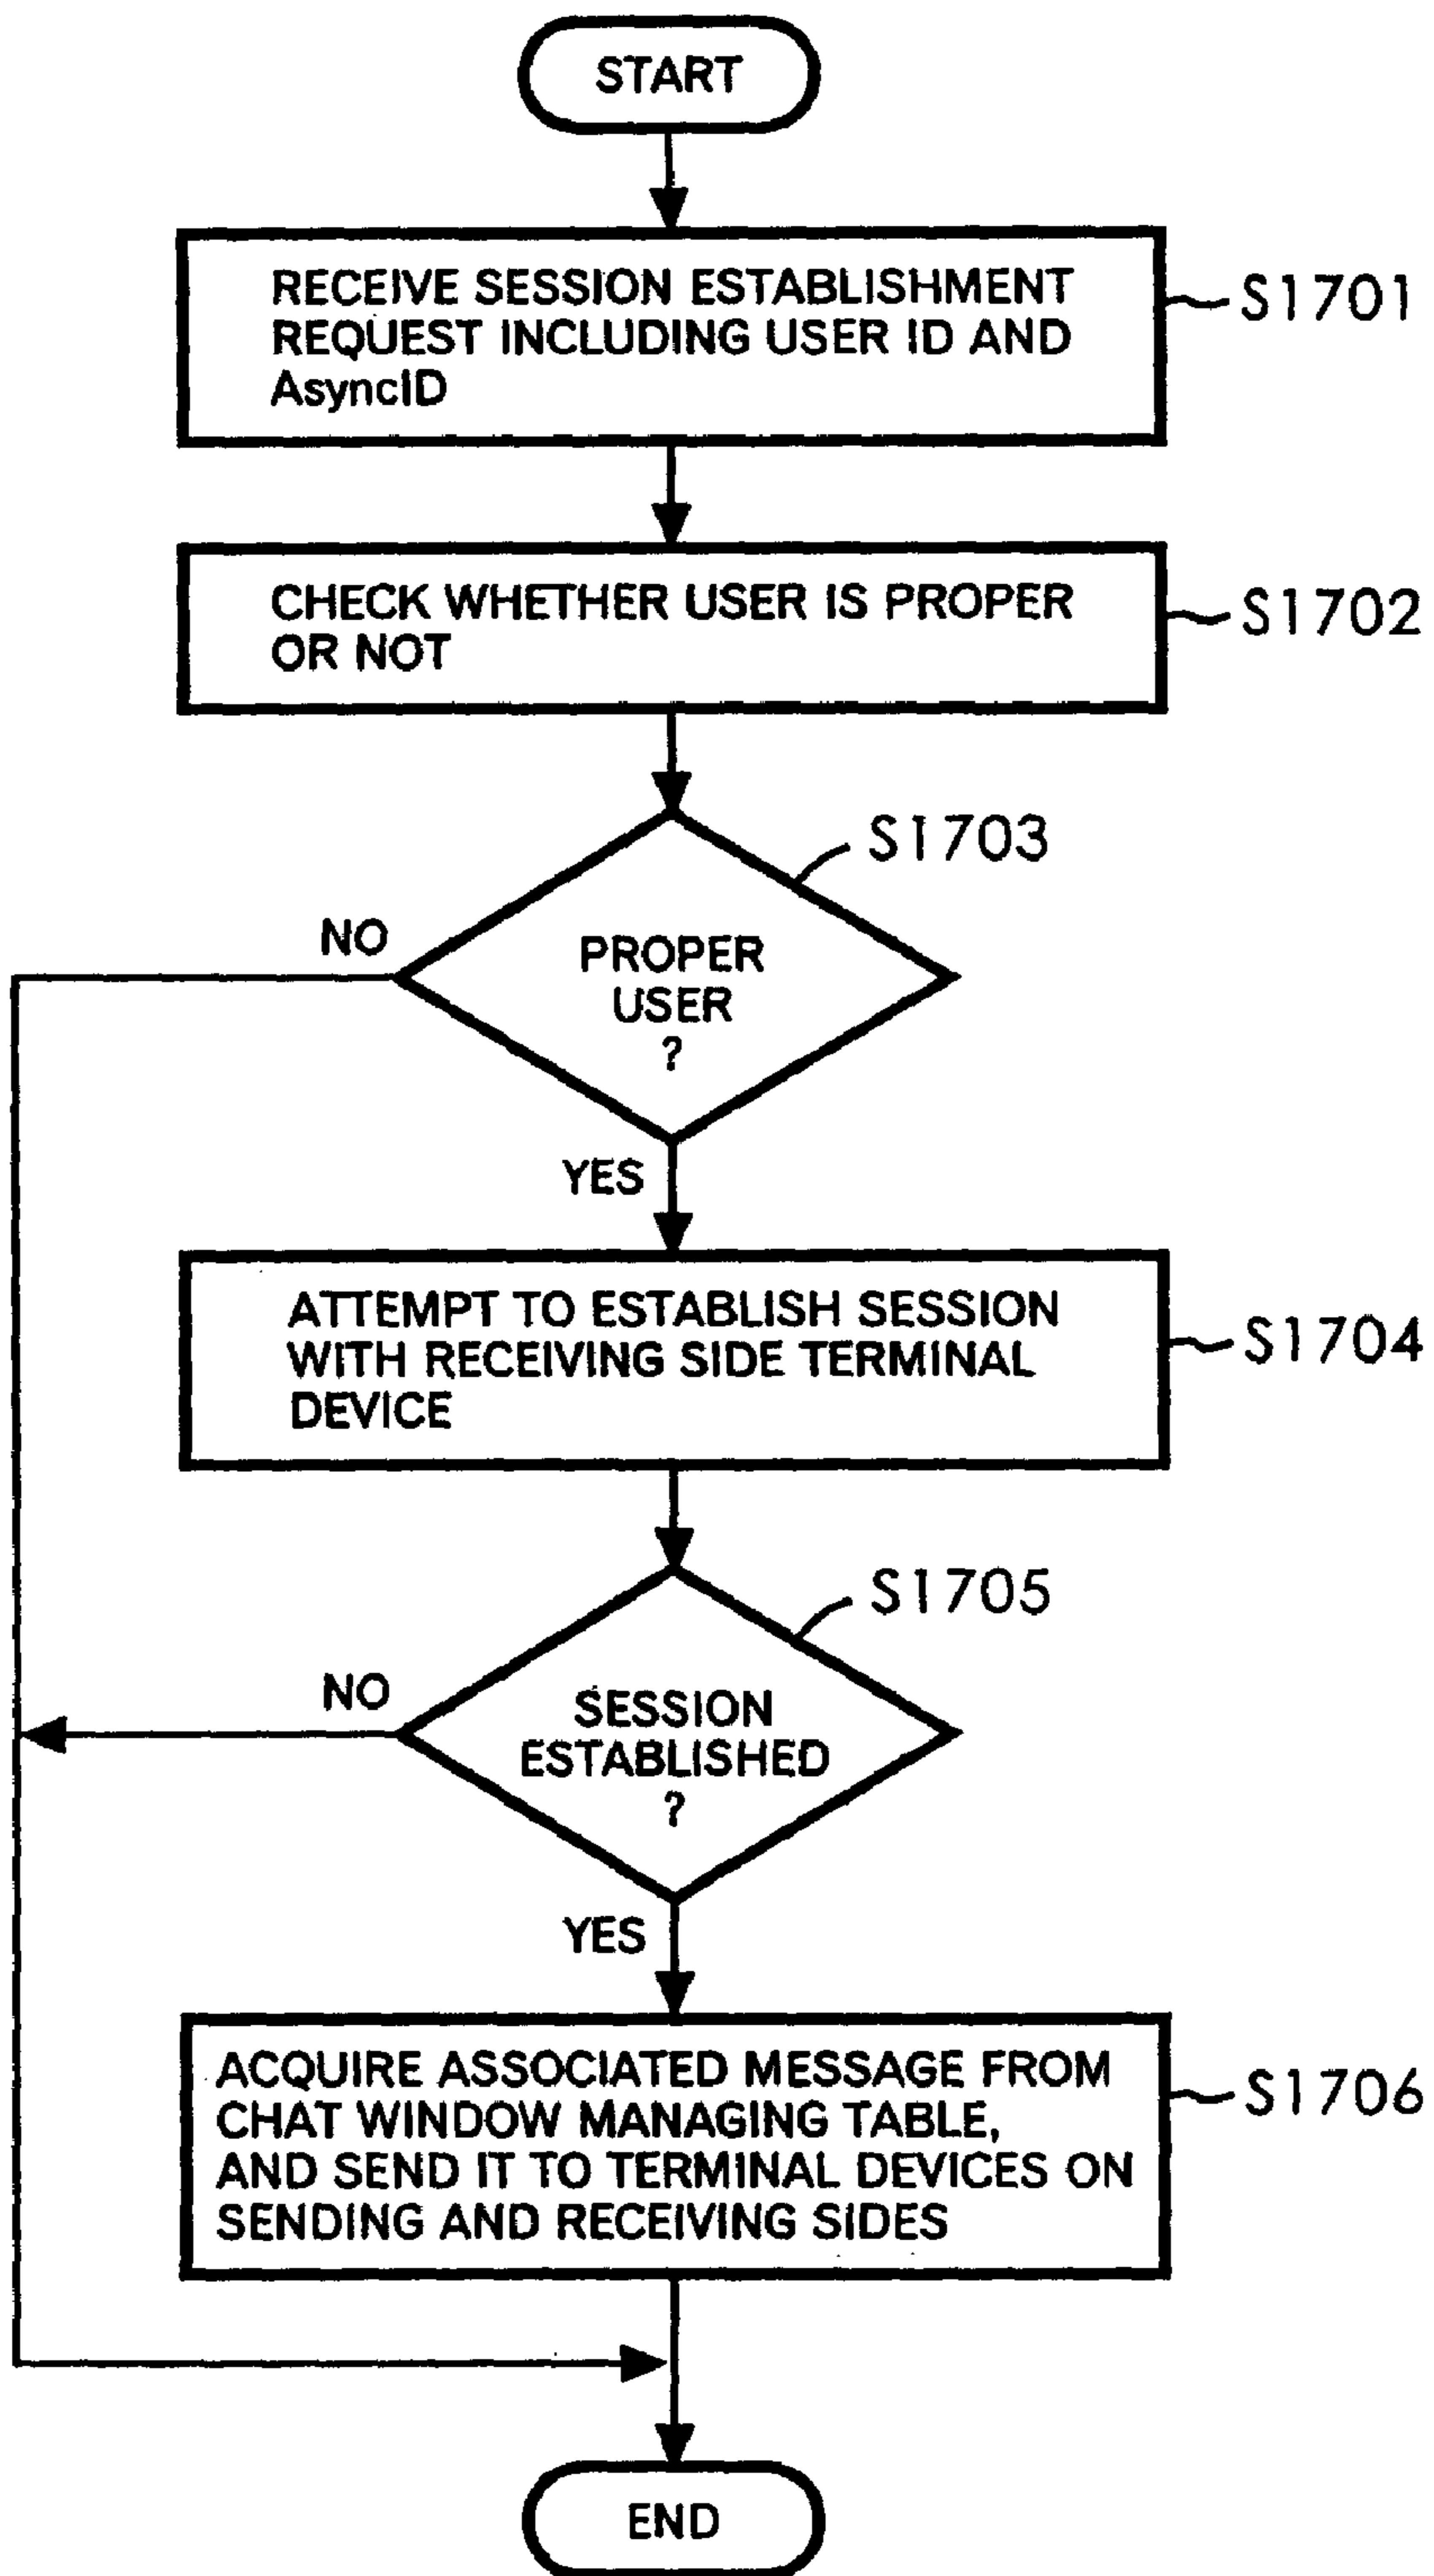 START
RECEIVE SESSION ESTABLISHMENT
REQUEST INCLUDING USER ID AND
AsyncID
S1701
CHECK WHETHER USER IS PROPER
OR NOT
S1702
S1703
NO
PROPER
USER
?
YES
ATTEMPT TO ESTABLISH SESSION
WITH RECEIVING SIDE TERMINAL
DEVICE
S1704
S1705
NO
SESSION
ESTABLISHED
?
YES
ACQUIRE ASSOCIATED MESSAGE FROM
CHAT WINDOW MANAGING TABLE,
AND SEND IT TO TERMINAL DEVICES ON
SENDING AND RECEIVING SIDES
S1706
END